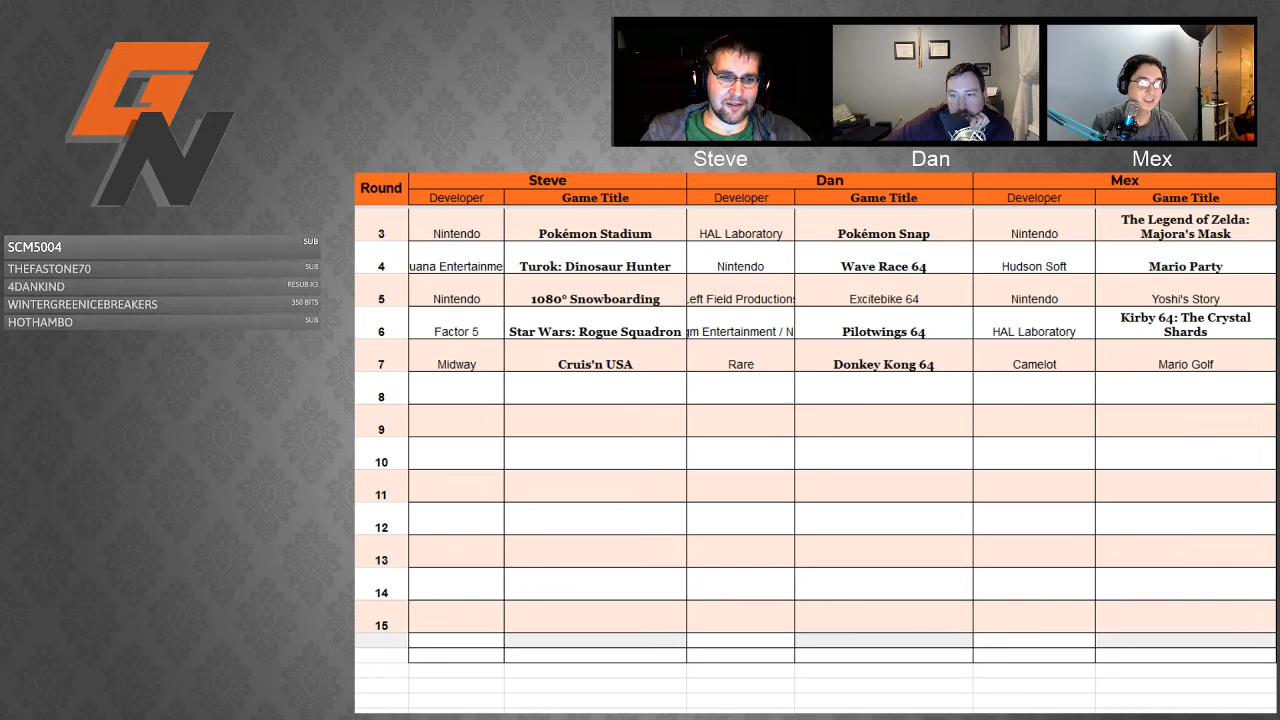 GN
Steve Dan Mex
SCM5004 SUB
THEFASTONE70 SUB
4DANKIND RESUB X3
WINTERGREENICEBREAKERS 350 BITS
HOTHAMBO SUB
Round Steve Dan Mex
Developer Game Title Developer Game Title Developer Game Title
3 Nintendo Pokémon Stadium HAL Laboratory Pokémon Snap Nintendo The Legend of Zelda:
Majora's Mask
4 uana Entertainme Turok: Dinosaur Hunter Nintendo Wave Race 64 Hudson Soft Mario Party
5 Nintendo 1080° Snowboarding Left Field Productions Excitebike 64 Nintendo Yoshi's Story
6 Factor 5 Star Wars: Rogue Squadron gm Entertainment / N Pilotwings 64 HAL Laboratory Kirby 64: The Crystal
Shards
7 Midway Cruis'n USA Rare Donkey Kong 64 Camelot Mario Golf
8
9
10
11
12
13
14
15